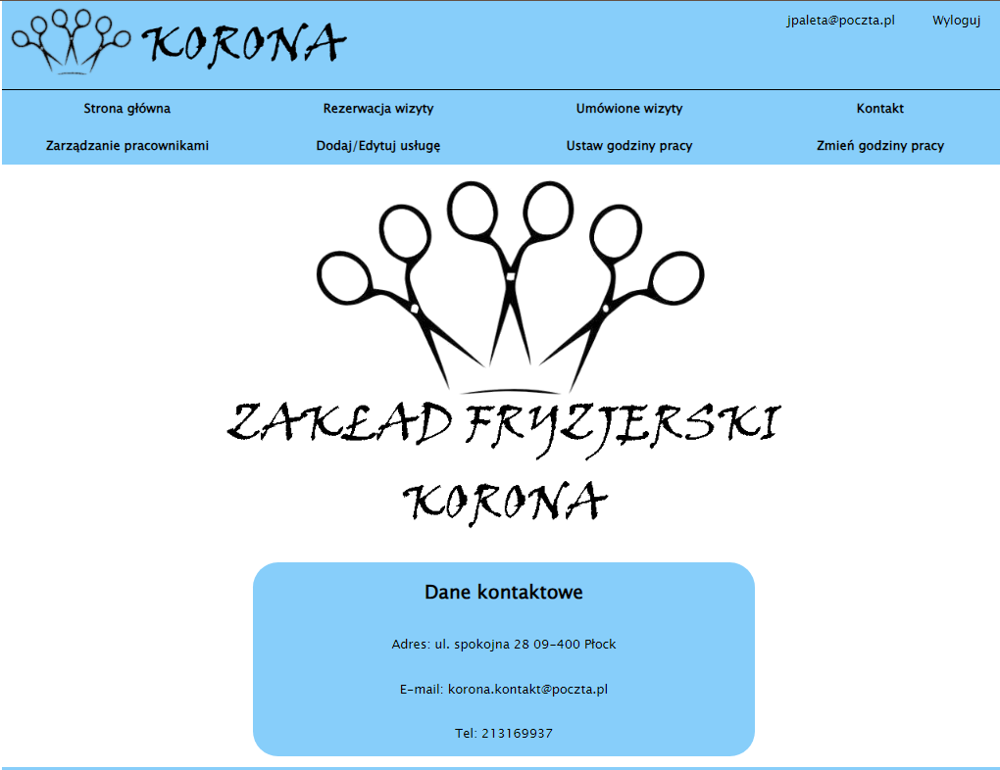 KORONA
jpaleta@poczta.pl Wyloguj
Strona główna Rezerwacja wizyty Umówione wizyty Kontakt
Zarządzanie pracownikami Dodaj/Edytuj usługę Ustaw godziny pracy Zmień godziny pracy
ZAKŁAD FRYZJERSKI
KORONA
Dane kontaktowe
Adres: ul. spokojna 28 09-400 Płock
E-mail: korona.kontakt@poczta.pl
Tel: 213169937